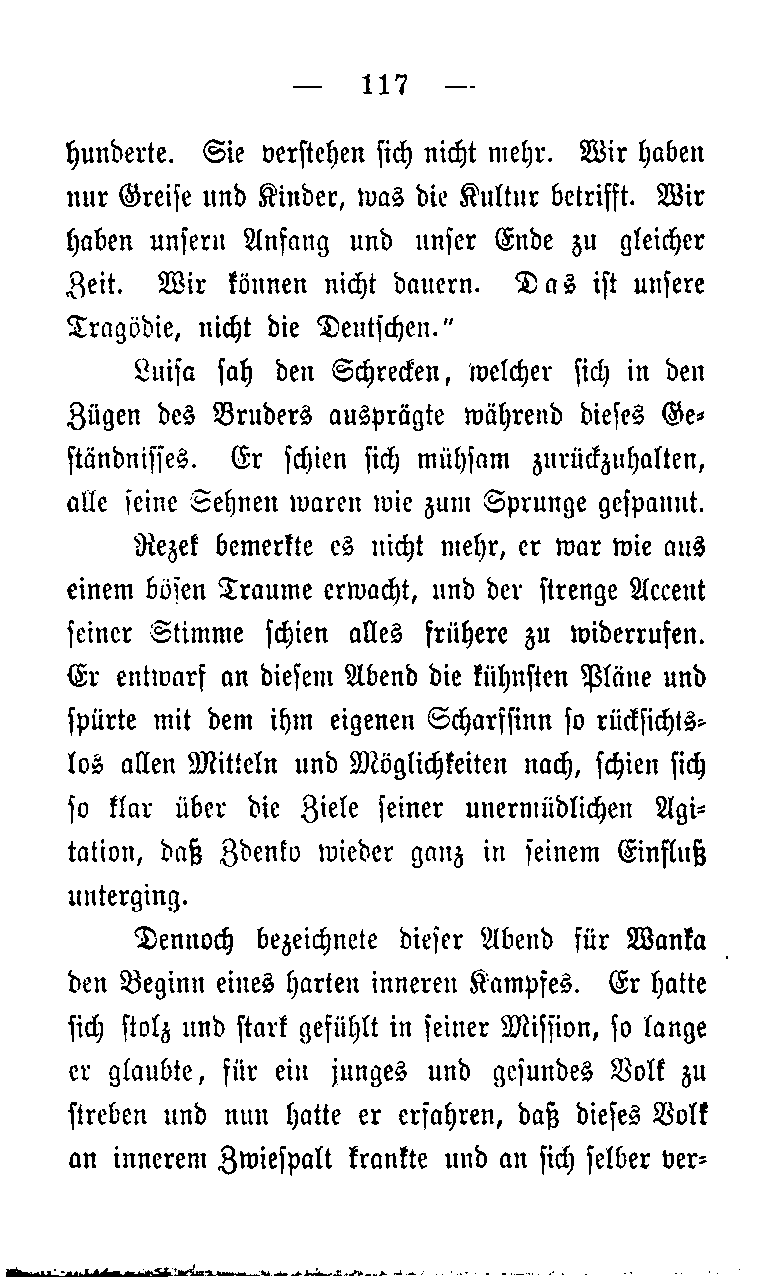 — 117 —
hunderte. Sie verstehen sich nicht mehr. Wir haben
nur Greise und Kinder, was die Kultur betrifft. Wir
haben unsern Anfang und unser Ende zu gleicher
Zeit. Wir können nicht dauern. Das ist unsere
Tragödie, nicht die Deutschen."
Luisa sah den Schrecken, welcher sich in den
Zügen des Bruders ausprägte während dieses Ge-
ständnisses. Er schien sich mühsam zurückzuhalten,
alle seine Sehnen waren wie zum Sprunge gespannt.
Rezek bemerkte es nicht mehr, er war wie aus
einem bösen Traume erwacht, und der strenge Accent
seiner Stimme schien alles frühere zu widerrufen.
Er entwarf an diesem Abend die kühnsten Pläne und
spürte mit dem ihm eigenen Scharfsinn so rücksichts-
los allen Mitteln und Möglichkeiten nach, schien sich
so klar über die Ziele seiner unermüdlichen Agi-
tation, daß Zdenko wieder ganz in seinem Einfluß
unterging.
Dennoch bezeichnete dieser Abend für Wanka
den Beginn eines harten inneren Kampfes. Er hatte
sich stolz und stark gefühlt in seiner Mission, so lange
er glaubte, für ein junges und gesundes Volk zu
streben und nun hatte er erfahren, daß dieses Volk
an innerem Zwiespalt krankte und an sich selber ver-